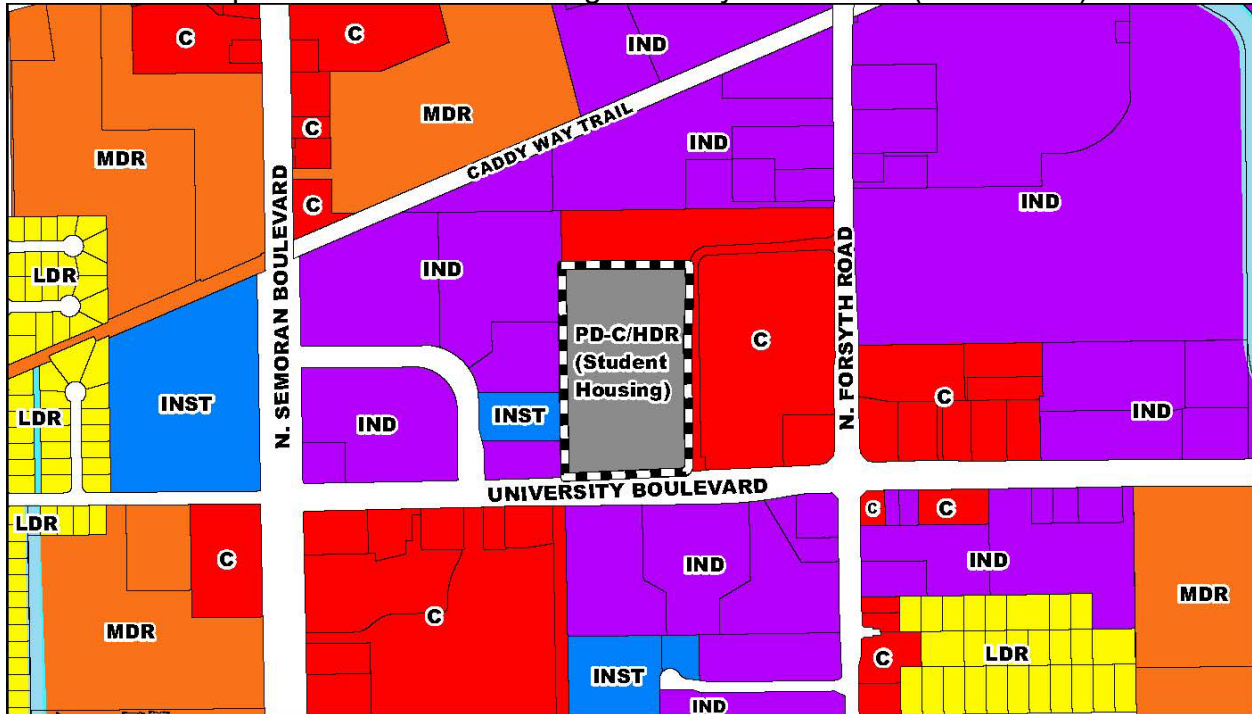 C
C
IND
C
MDR
MDR
CADDY WAY TRAIL
IND
IND
C
N. SEMORAN BOULEVARD
LDR
IND
PD-C/HDR
(Student
Housing)
C
N. FORSYTH ROAD
INST
LDR
IND
INST
C
IND
UNIVERSITY BOULEVARD
LDR
C
C
C
IND
IND
MDR
C
MDR
C
LDR
INST
IND